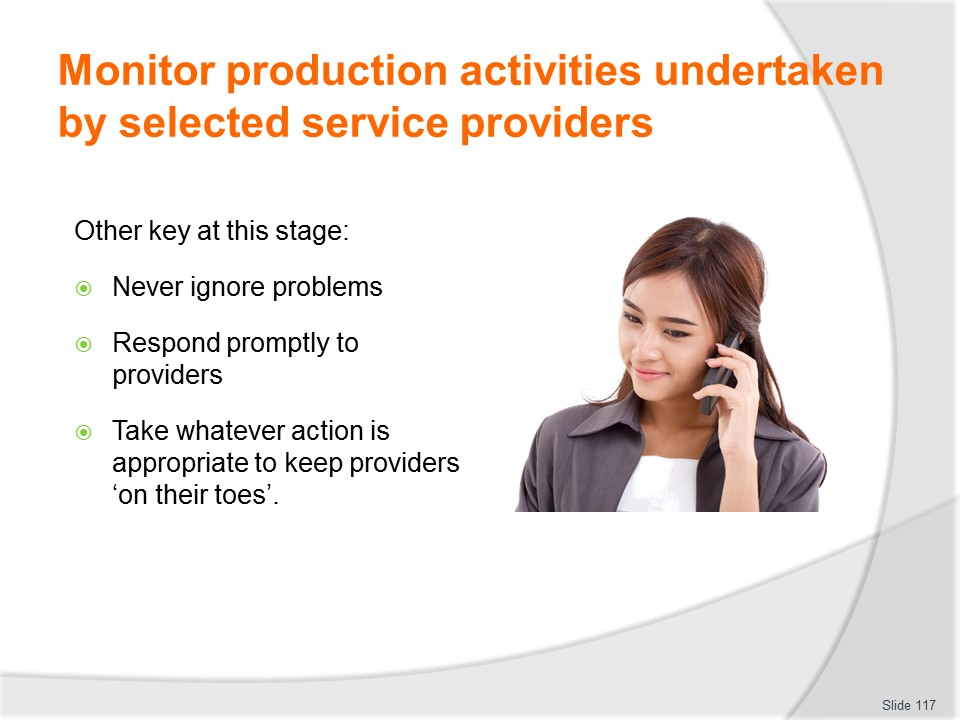 Monitor production activities undertaken
by selected service providers
Other key at this stage:
Never ignore problems
Respond promptly to
providers
Take whatever action is
appropriate to keep providers
‘on their toes’.
Slide 117